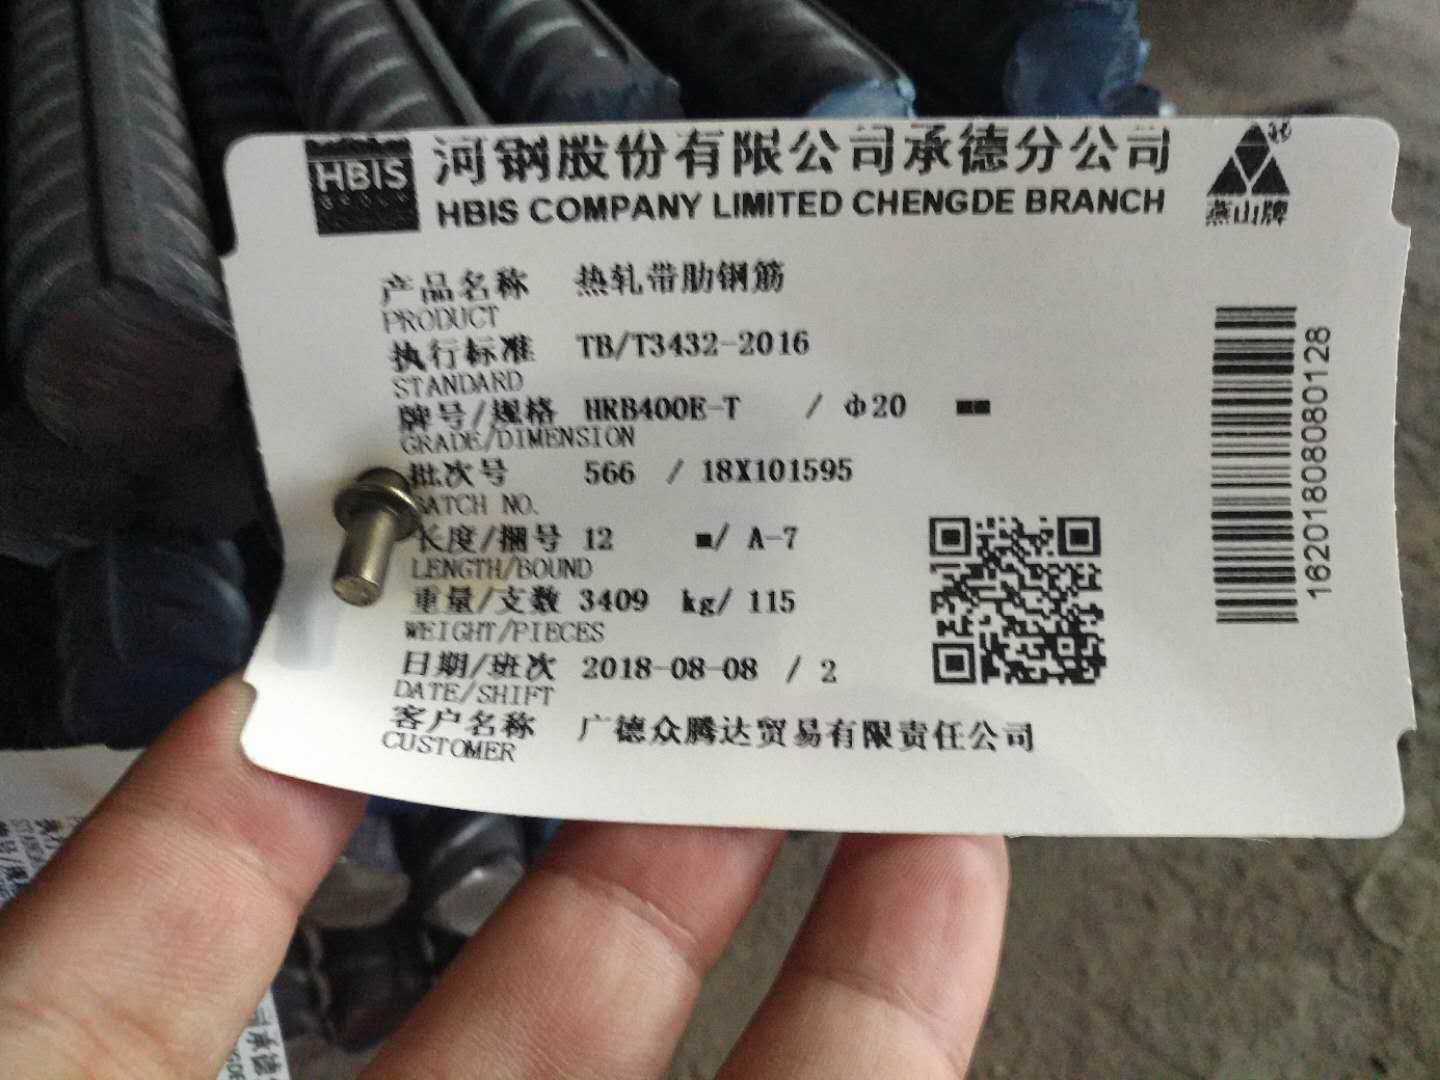 HBIS
GROUP
河钢股份有限公司承德分公司
HBIS COMPANY LIMITED CHENGDE BRANCH
燕山牌
产品名称 热轧带肋钢筋
PRODUCT
执行标准 TB/T3432-2016
STANDARD
牌号/规格 HRB400E-T / Φ20 mm
GRADE/DIMENSION
批次号 566 / 18X101595
BATCH NO.
长度/捆号 12 m/ A-7
LENGTH/BOUND
重量/支数 3409 kg/ 115
WEIGHT/PIECES
日期/班次 2018-08-08 / 2
DATE/SHIFT
客户名称 广德众腾达贸易有限责任公司
CUSTOMER
16201808080128